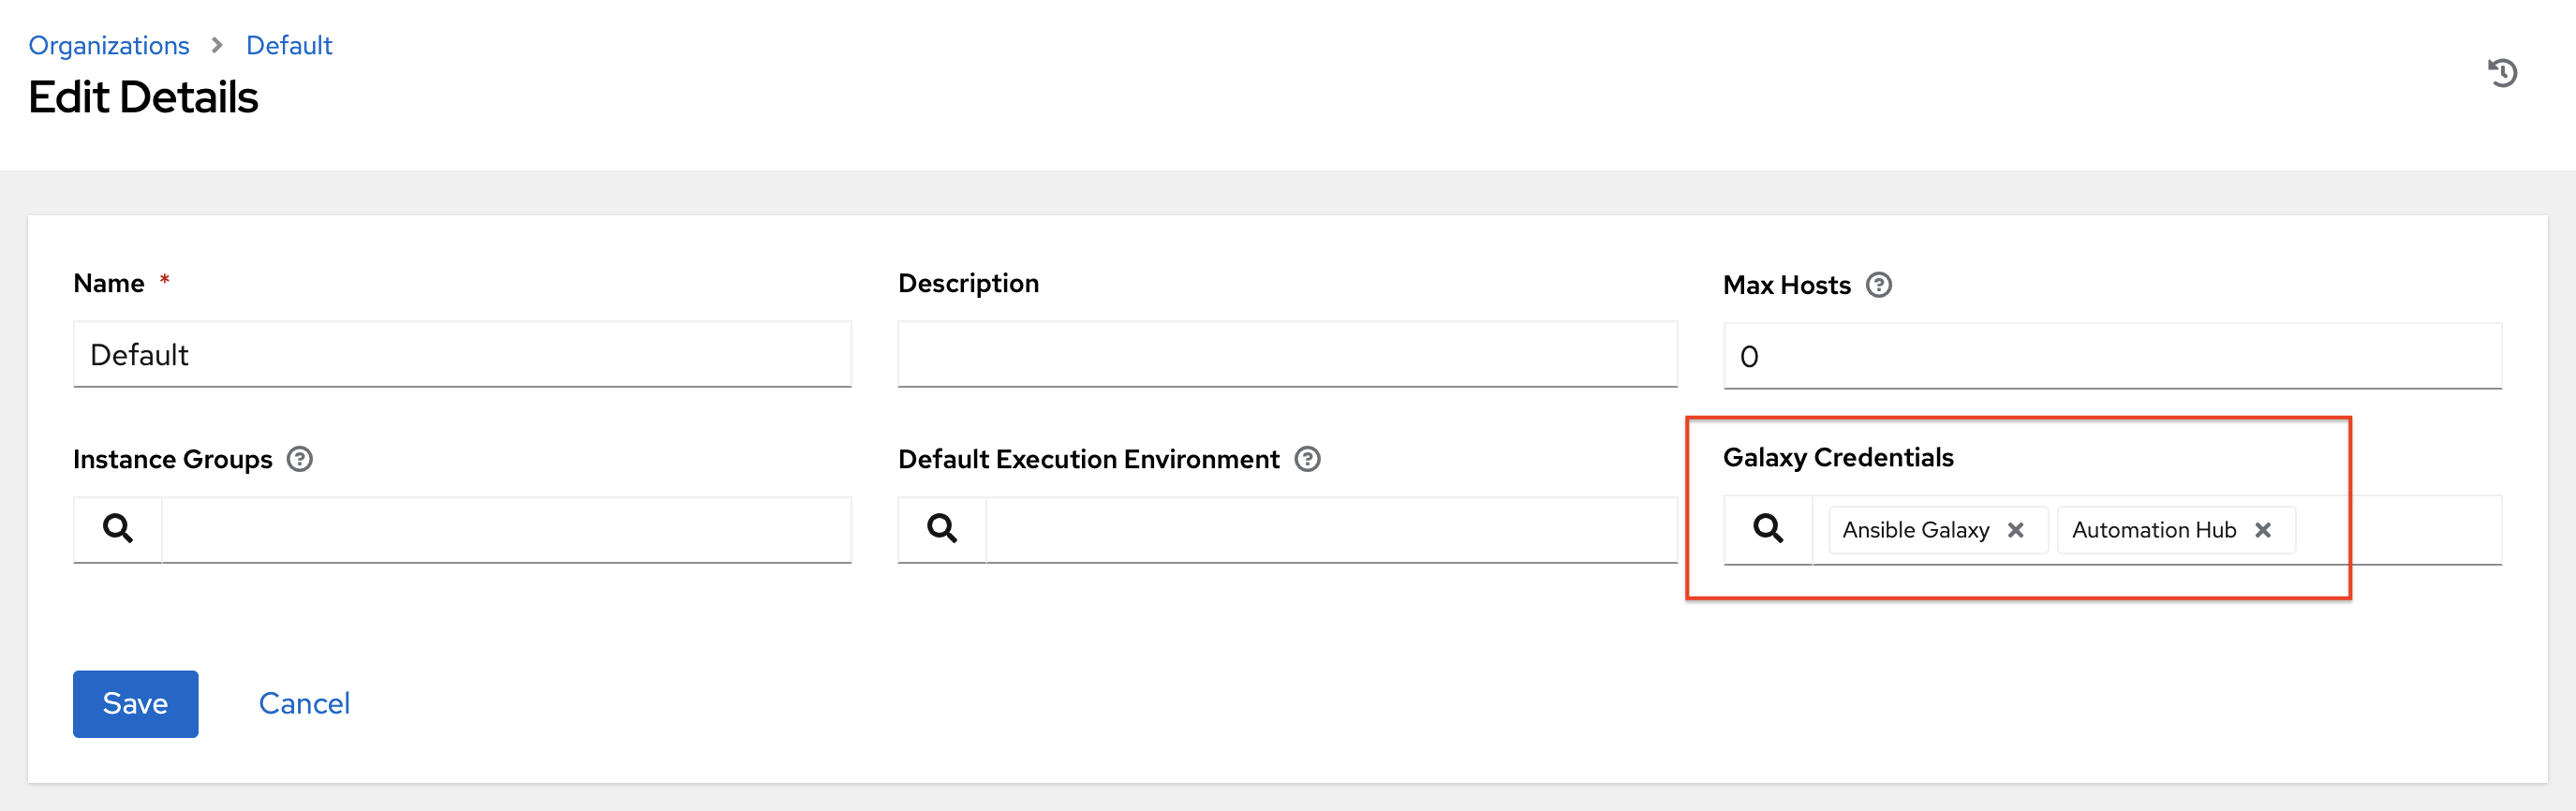 Organizations > Default
Edit Details
Name *
Description
Max Hosts
Default
0
Instance Groups
Default Execution Environment
Galaxy Credentials
Ansible Galaxy
Automation Hub
Save
Cancel